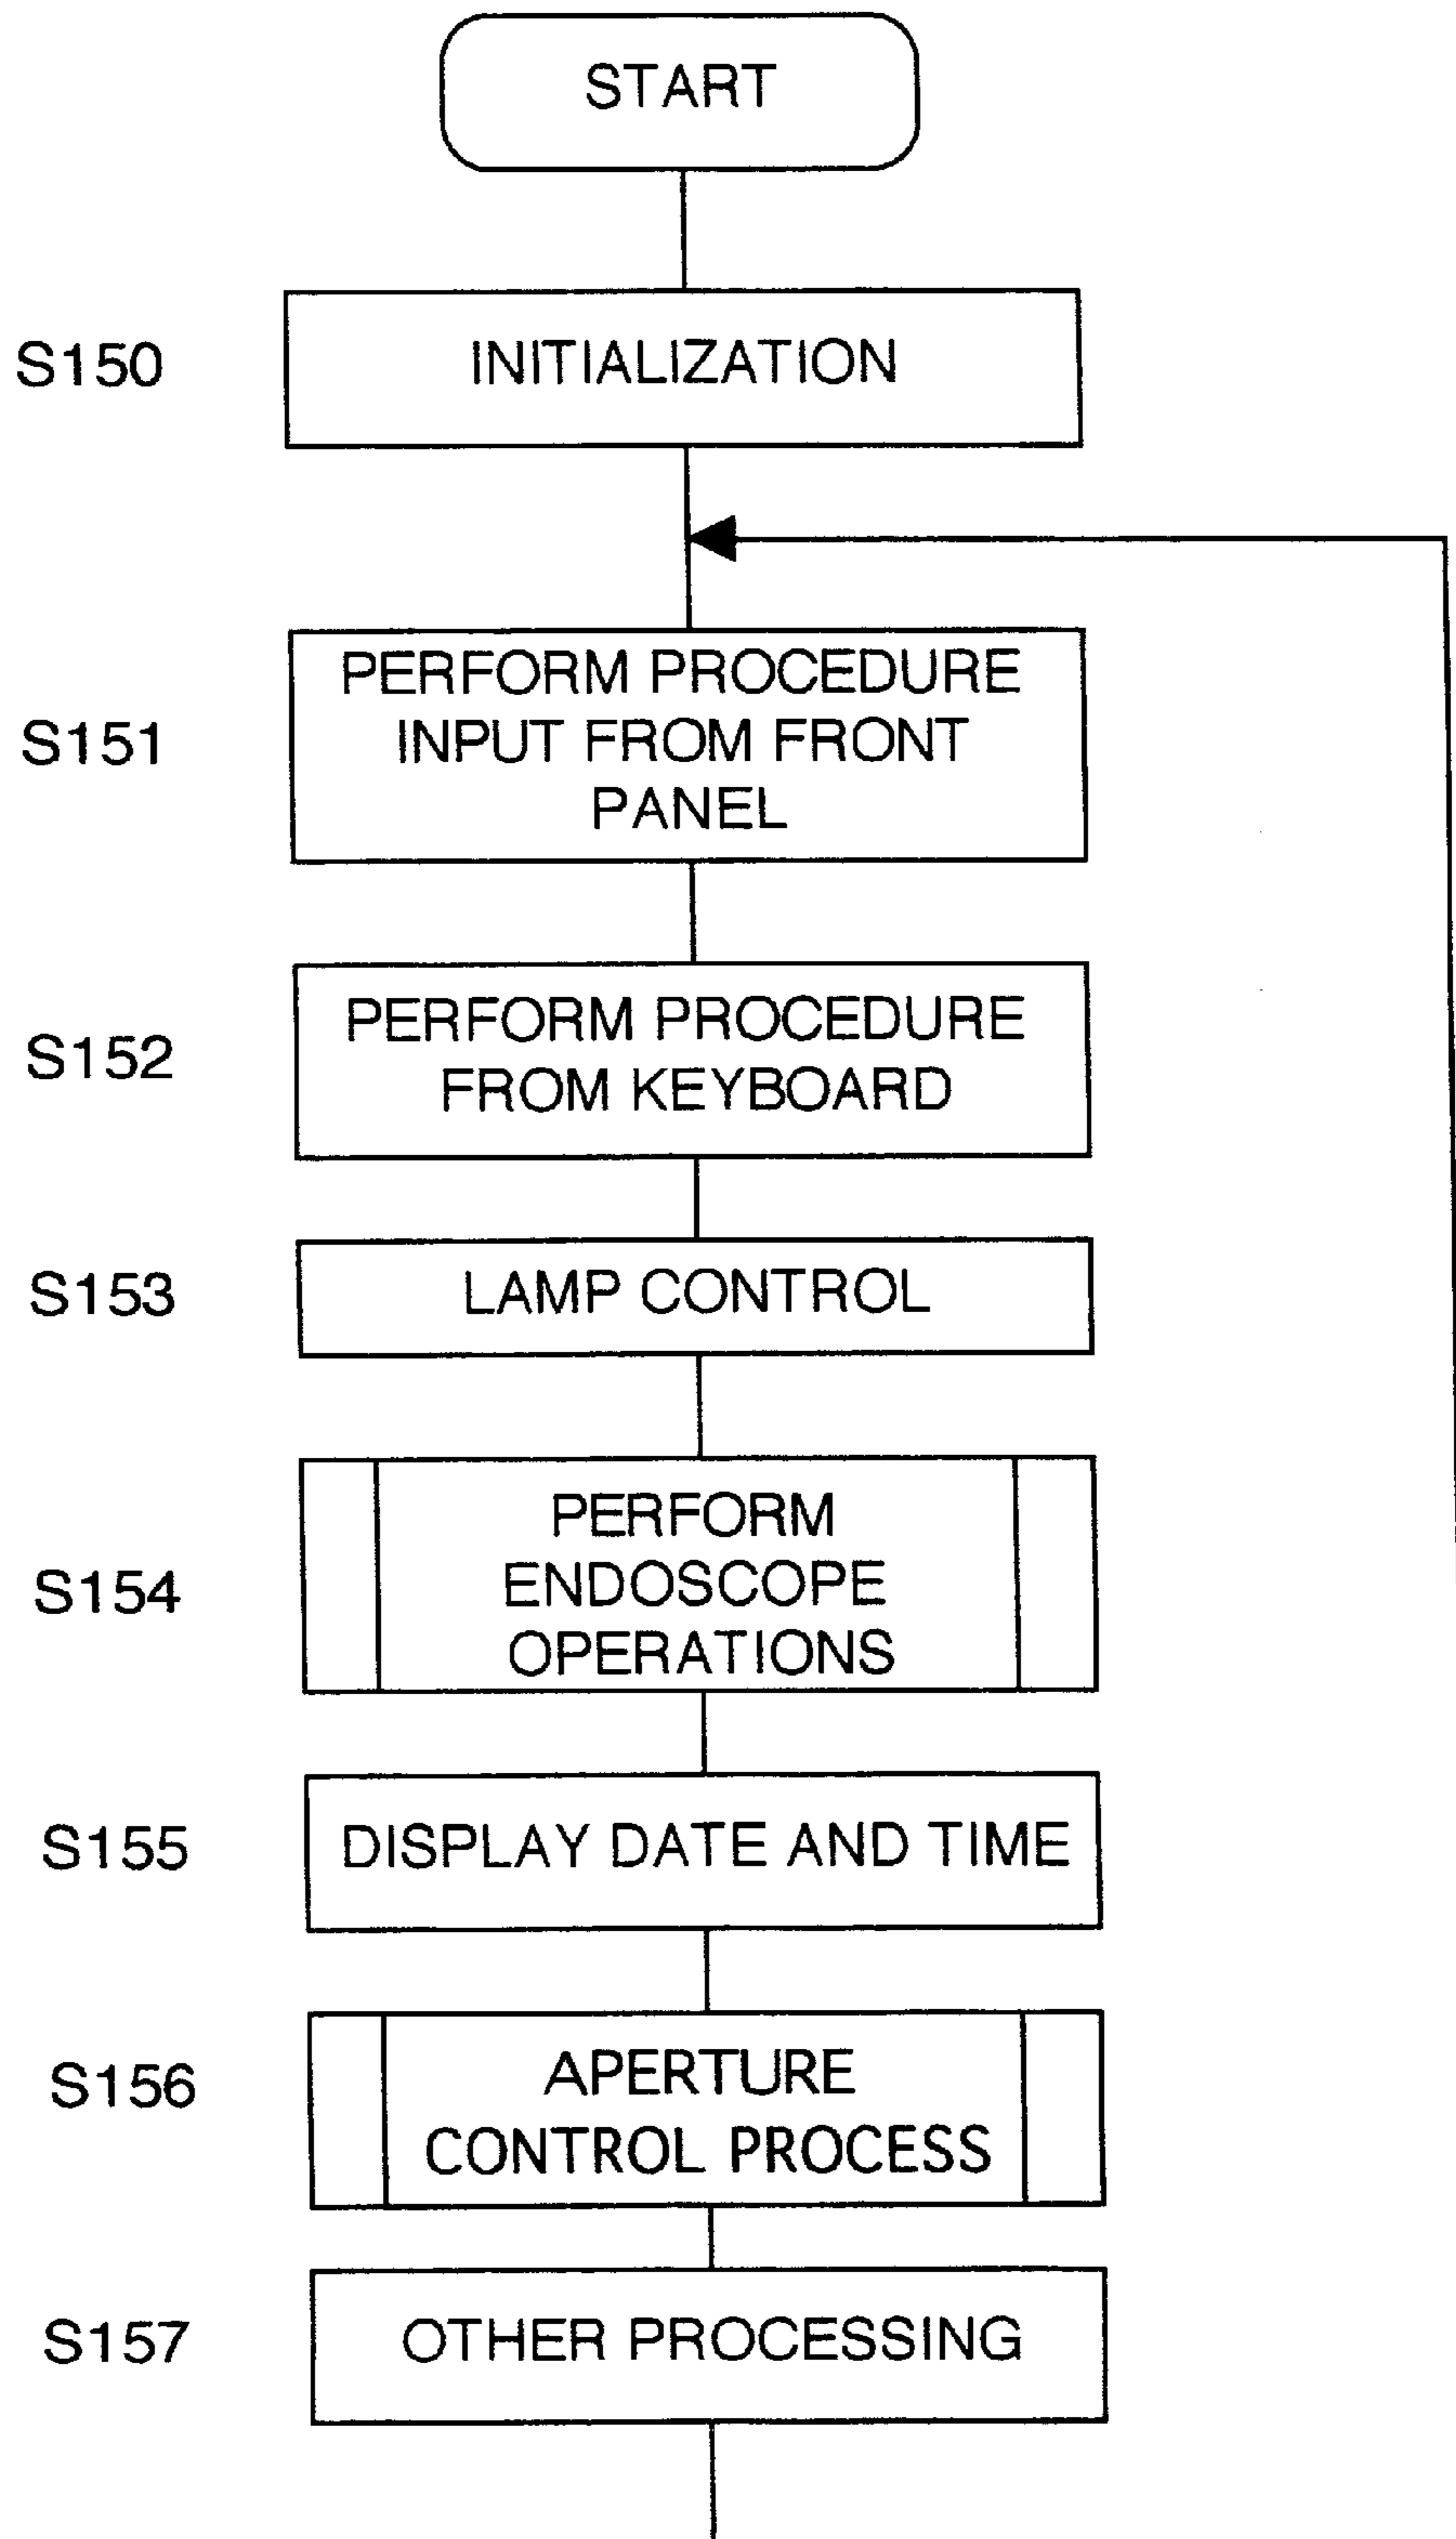 START
S150
INITIALIZATION
S151
PERFORM PROCEDURE
INPUT FROM FRONT
PANEL
S152
PERFORM PROCEDURE
FROM KEYBOARD
S153
LAMP CONTROL
S154
PERFORM
ENDOSCOPE
OPERATIONS
S155
DISPLAY DATE AND TIME
S156
APERTURE
CONTROL PROCESS
S157
OTHER PROCESSING